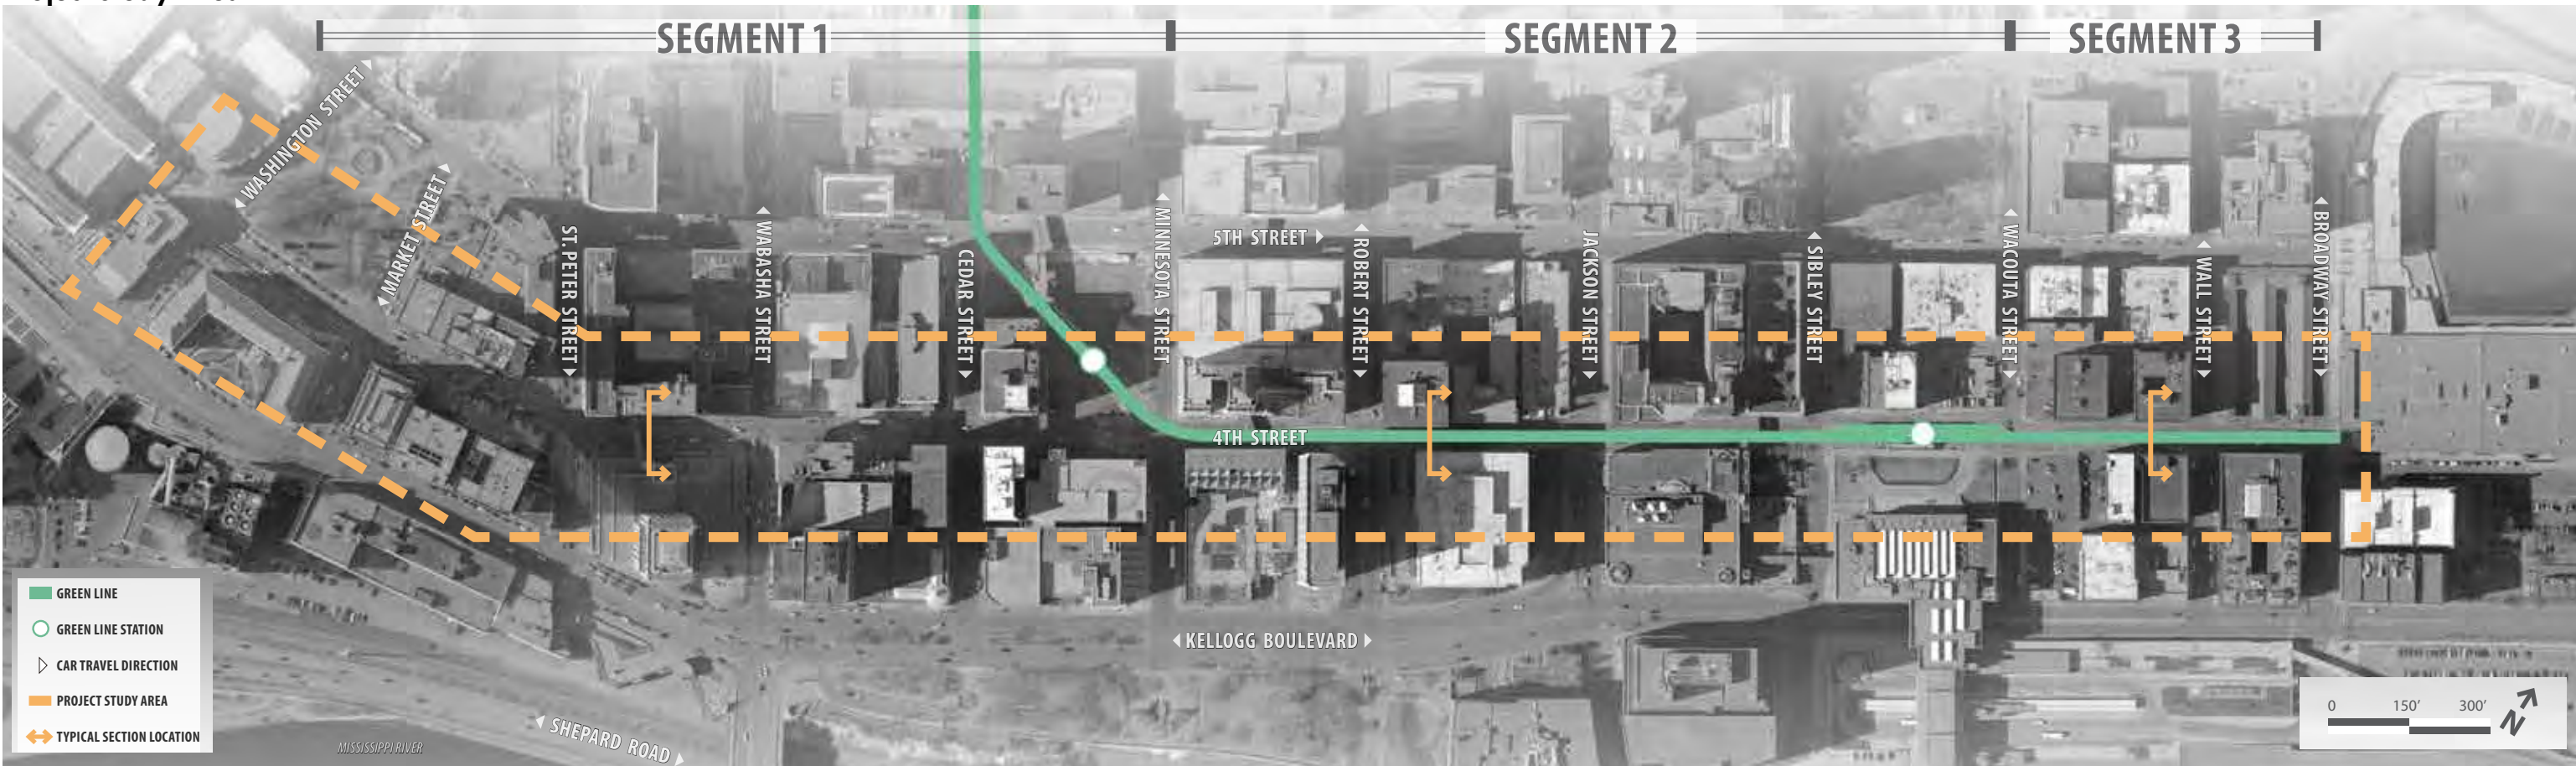 SEGMENT 1
SEGMENT 2
SEGMENT 3
WASHINGTON STREET
MARKET STREET
ST. PETER STREET
WABASHA STREET
CEDAR STREET
MINNESOTA STREET
5TH STREET
ROBERT STREET
JACKSON STREET
SIBLEY STREET
WACOUTA STREET
WALL STREET
BROADWAY STREET
4TH STREET
KELLOGG BOULEVARD
SHEPARD ROAD
MISSISSIPPI RIVER
GREEN LINE
GREEN LINE STATION
CAR TRAVEL DIRECTION
PROJECT STUDY AREA
TYPICAL SECTION LOCATION
0 150' 300'
N